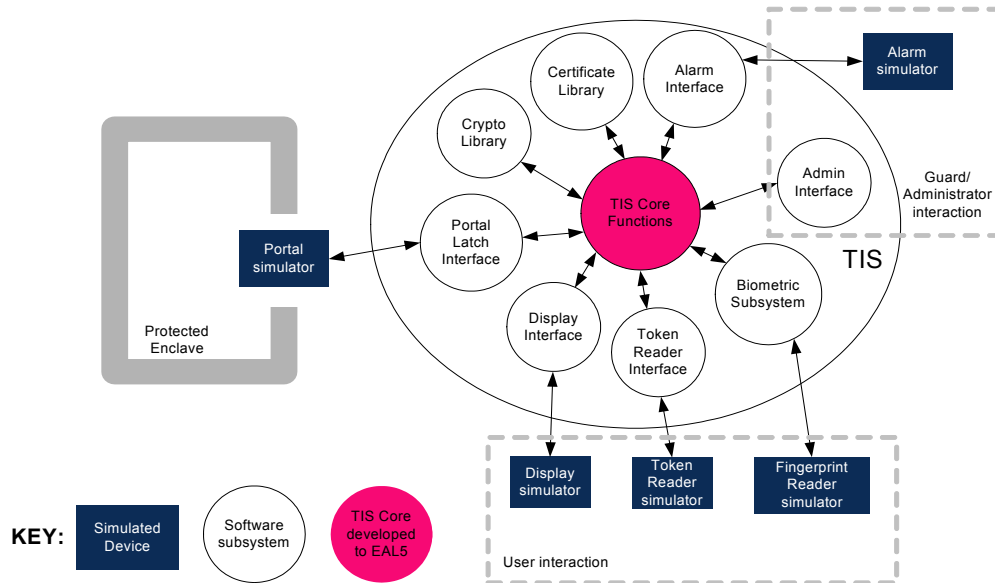 Alarm
simulator
Certificate
Library
Alarm
Interface
Crypto
Library
Admin
Interface
Guard/
Administrator
interaction
TIS Core
Functions
Portal
Latch
Interface
Portal
simulator
TIS
Biometric
Subsystem
Display
Interface
Token
Reader
Interface
Protected
Enclave
Display
simulator
Token
Reader
simulator
Fingerprint
Reader
simulator
User interaction
KEY:
Simulated
Device
Software
subsystem
TIS Core
developed
to EAL5